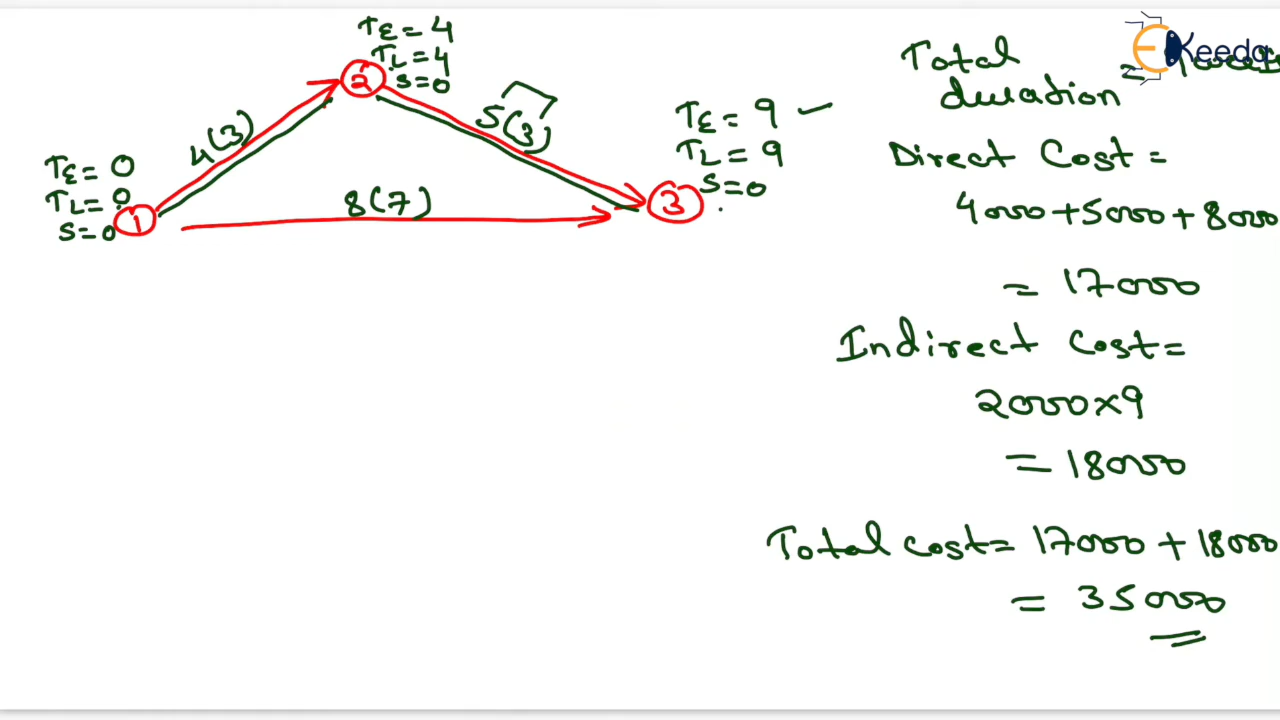 TE = 4
TL = 4
S = 0
2
4(3)
5(3)
TE = 0
TL = 0
S = 0
1
8(7)
TE = 9
TL = 9
S = 0
3
EKeeda
Total
duration =
Direct Cost =
4000 + 5000 + 8000
= 17000
Indirect Cost =
2000 × 9
= 18000
Total cost = 17000 + 18000
= 35000